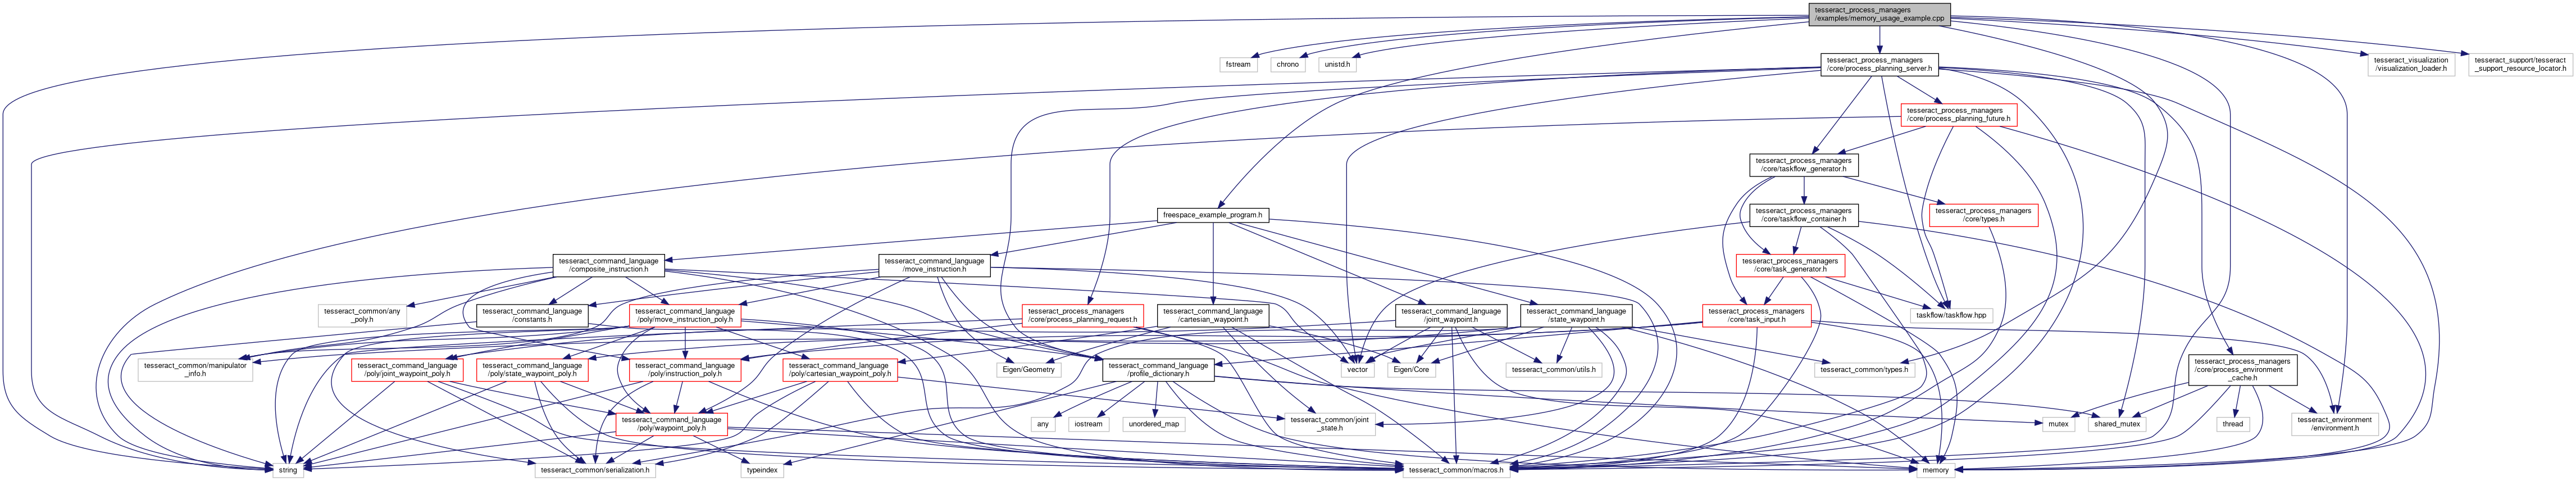 tesseract_process_managers
/examples/memory_usage_example.cpp
fstream
chrono
unistd.h
tesseract_process_managers
/core/process_planning_server.h
tesseract_visualization
/visualization_loader.h
tesseract_support/tesseract
_support_resource_locator.h
tesseract_process_managers
/core/process_planning_future.h
tesseract_process_managers
/core/taskflow_generator.h
freespace_example_program.h
tesseract_process_managers
/core/taskflow_container.h
tesseract_process_managers
/core/types.h
tesseract_command_language
/composite_instruction.h
tesseract_command_language
/move_instruction.h
tesseract_process_managers
/core/task_generator.h
tesseract_common/any
_poly.h
tesseract_command_language
/constants.h
tesseract_command_language
/poly/move_instruction_poly.h
tesseract_process_managers
/core/process_planning_request.h
tesseract_command_language
/cartesian_waypoint.h
tesseract_command_language
/joint_waypoint.h
tesseract_command_language
/state_waypoint.h
tesseract_process_managers
/core/task_input.h
taskflow/taskflow.hpp
tesseract_common/manipulator
_info.h
tesseract_command_language
/poly/joint_waypoint_poly.h
tesseract_command_language
/poly/state_waypoint_poly.h
tesseract_command_language
/poly/instruction_poly.h
tesseract_command_language
/poly/cartesian_waypoint_poly.h
Eigen/Geometry
tesseract_command_language
/profile_dictionary.h
vector
Eigen/Core
tesseract_common/utils.h
tesseract_common/types.h
tesseract_process_managers
/core/process_environment
_cache.h
tesseract_command_language
/poly/waypoint_poly.h
any
iostream
unordered_map
tesseract_common/joint
_state.h
mutex
shared_mutex
thread
tesseract_environment
/environment.h
string
tesseract_common/serialization.h
typeindex
tesseract_common/macros.h
memory